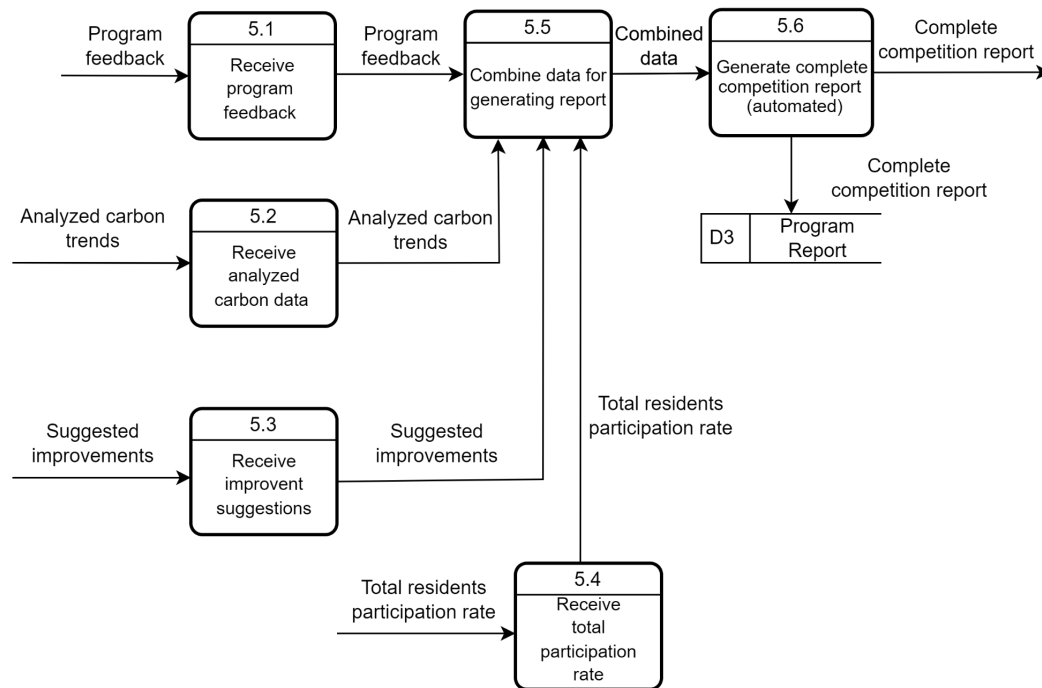 5.1
Receive
program
feedback
Program
feedback
Program
feedback
5.5
Combine data for
generating report
Combined
data
5.6
Generate complete
competition report
(automated)
Complete
competition report
Complete
competition report
D3
Program
Report
Analyzed carbon
trends
5.2
Receive
analyzed
carbon data
Analyzed carbon
trends
Suggested
improvements
5.3
Receive
improvent
suggestions
Suggested
improvements
Total residents
participation rate
Total residents
participation rate
5.4
Receive
total
participation
rate